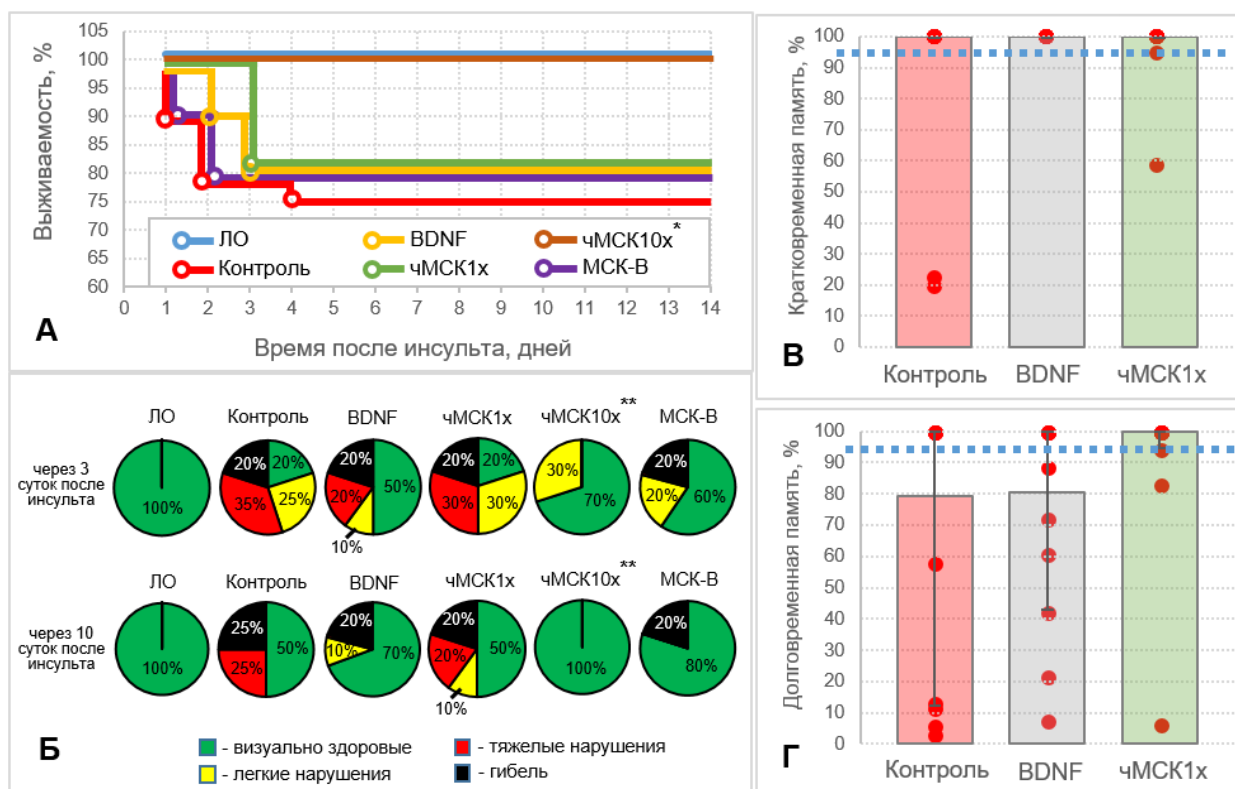 Выживаемость, %
105
100
95
90
85
80
75
70
65
60
0 1 2 3 4 5 6 7 8 9 10 11 12 13 14
ЛО BDNF чМСК10х*
Контроль чМСК1х МСК-В
А
Время после инсульта, дней
Кратковременная память, %
100
90
80
70
60
50
40
30
20
10
0
В
Контроль BDNF чМСК1х
ЛО Контроль BDNF чМСК1х чМСК10х** МСК-В
через 3
суток после
инсульта
100%
20% 20% 35% 25%
20% 50% 20% 10%
20% 20% 30% 30%
30% 70%
20% 20% 60%
ЛО Контроль BDNF чМСК1х чМСК10х** МСК-В
через 10
суток после
инсульта
100%
25% 50% 25%
20% 10% 70%
20% 50% 20% 10%
100%
20% 80%
Б
- визуально здоровые - тяжелые нарушения
- легкие нарушения - гибель
Долговременная память, %
100
90
80
70
60
50
40
30
20
10
0
Г
Контроль BDNF чМСК1х